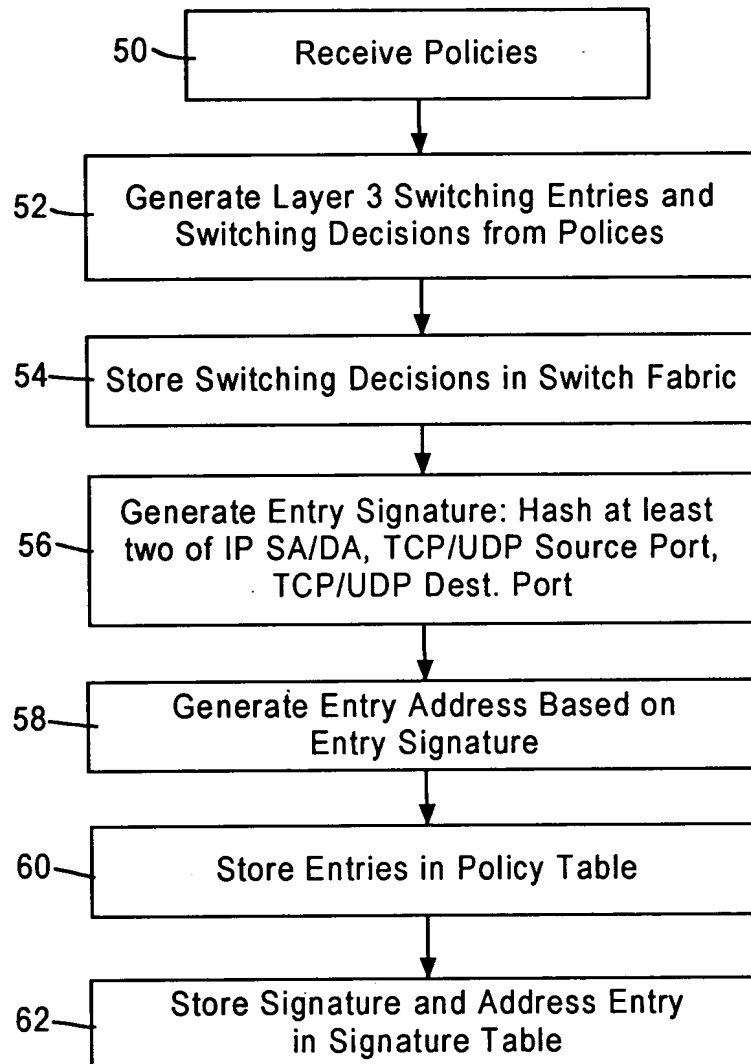 50
Receive Policies
52
Generate Layer 3 Switching Entries and
Switching Decisions from Polices
54
Store Switching Decisions in Switch Fabric
56
Generate Entry Signature: Hash at least
two of IP SA/DA, TCP/UDP Source Port,
TCP/UDP Dest. Port
58
Generate Entry Address Based on
Entry Signature
60
Store Entries in Policy Table
62
Store Signature and Address Entry
in Signature Table